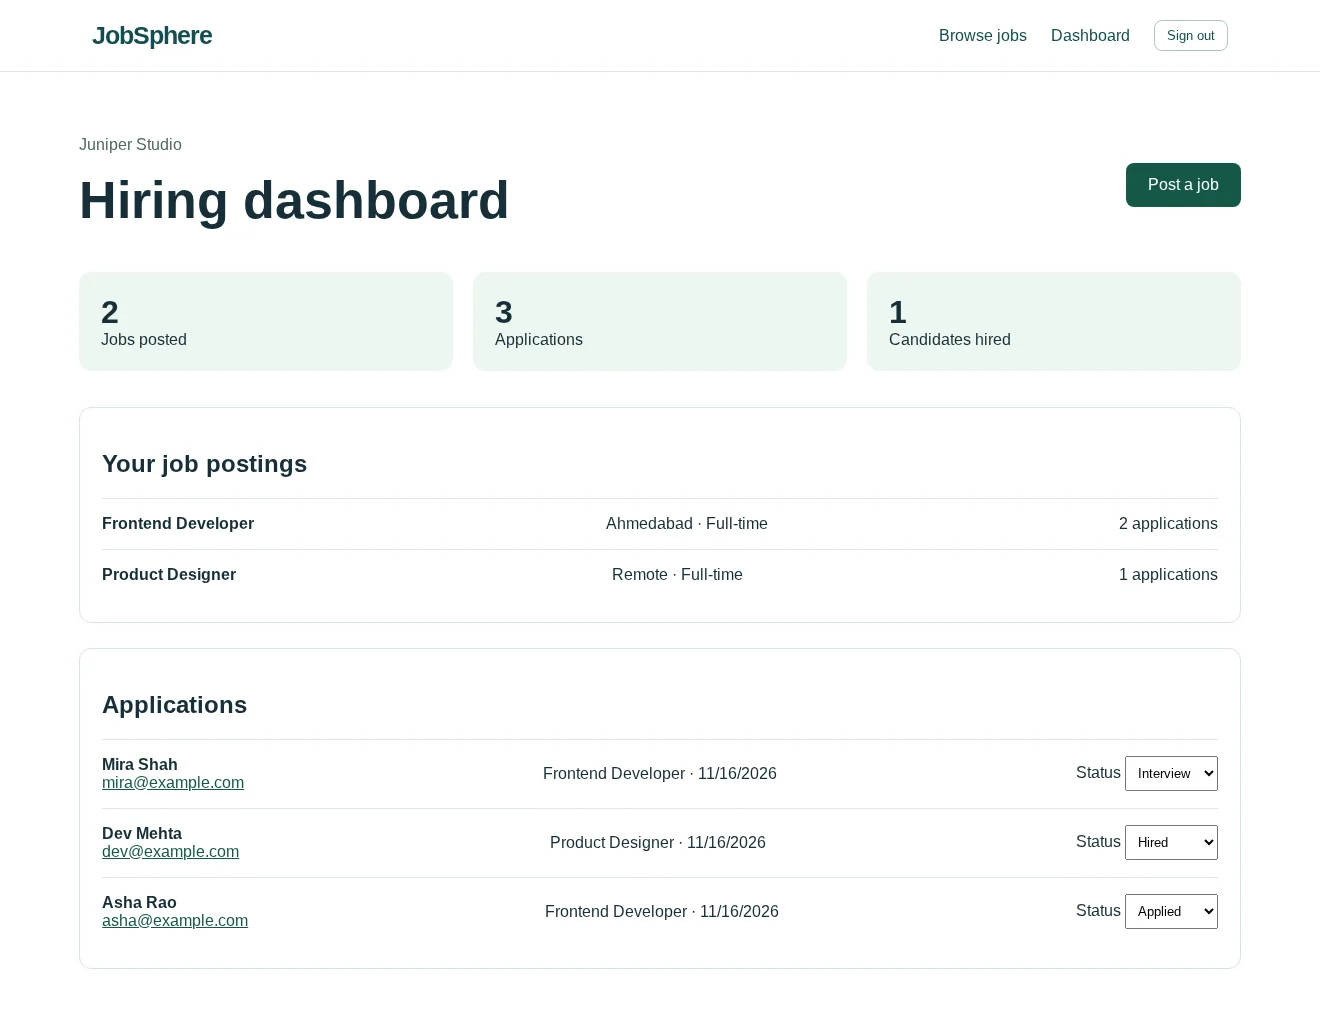 JobSphere
Browse jobs
Dashboard
Sign out
Juniper Studio
Hiring dashboard
Post a job
2
Jobs posted
3
Applications
1
Candidates hired
Your job postings
Frontend Developer Ahmedabad · Full-time 2 applications
Product Designer Remote · Full-time 1 applications
Applications
Mira Shah
mira@example.com
Frontend Developer · 11/16/2026
Status Interview
Dev Mehta
dev@example.com
Product Designer · 11/16/2026
Status Hired
Asha Rao
asha@example.com
Frontend Developer · 11/16/2026
Status Applied